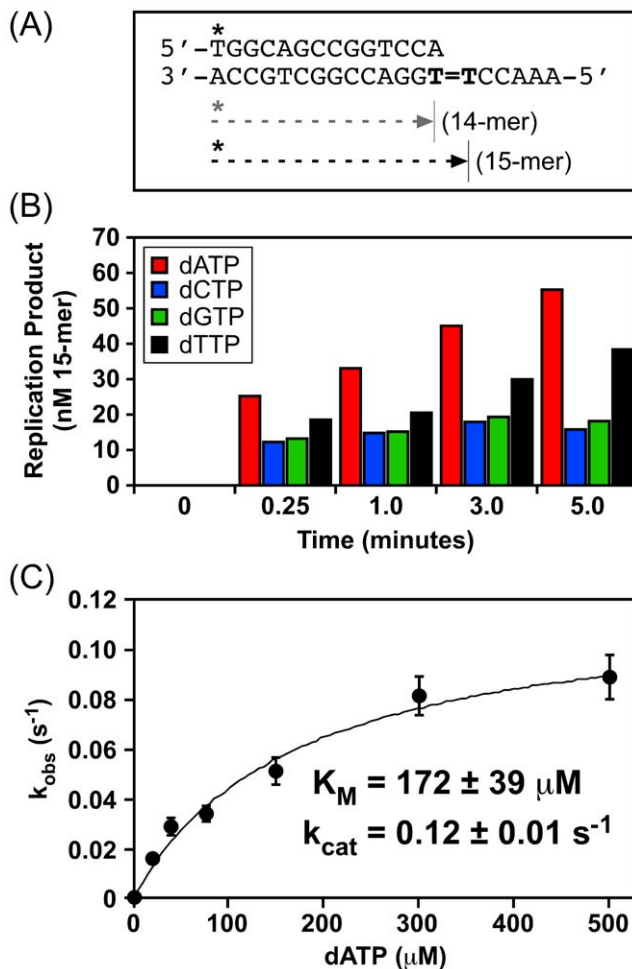 (A)
*
5′-TGGCAGCCGGTCCA
3′-ACCGTCGGCCAGGT=TCCAAA-5′
*
(14-mer)
*
(15-mer)
(B)
Replication Product
(nM 15-mer)
70
60
50
40
30
20
10
0
dATP
dCTP
dGTP
dTTP
0 0.25 1.0 3.0 5.0
Time (minutes)
(C)
k_obs (s⁻¹)
0.12
0.10
0.08
0.06
0.04
0.02
0
K_M = 172 ± 39 μM
k_cat = 0.12 ± 0.01 s⁻¹
0 100 200 300 400 500
dATP (μM)